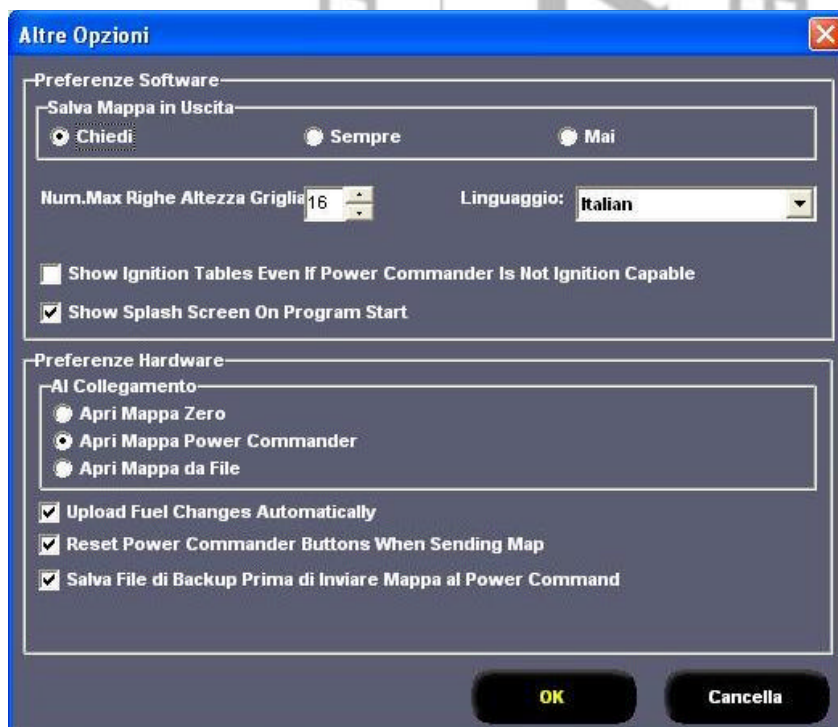 Altre Opzioni
Preferenze Software
Salva Mappa in Uscita
Chiedi Sempre Mai
Num.Max Righe Altezza Griglia 16 Linguaggio: Italian
Show Ignition Tables Even If Power Commander Is Not Ignition Capable
Show Splash Screen On Program Start
Preferenze Hardware
Al Collegamento
Apri Mappa Zero
Apri Mappa Power Commander
Apri Mappa da File
Upload Fuel Changes Automatically
Reset Power Commander Buttons When Sending Map
Salva File di Backup Prima di Inviare Mappa al Power Command
OK Cancella